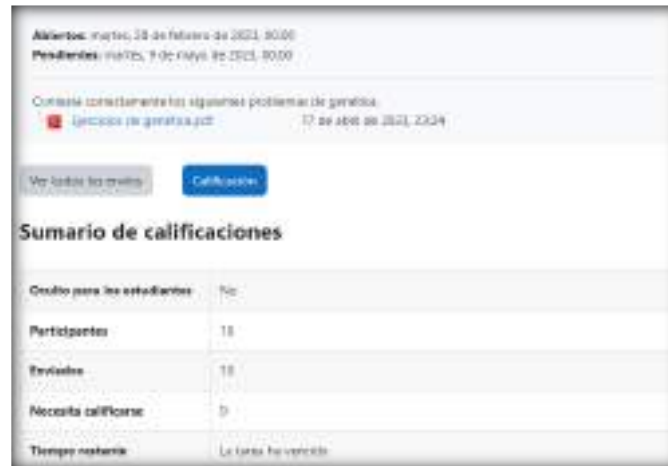 Abiertos: martes, 28 de febrero de 2023, 00:00
Pendientes: martes, 9 de mayo de 2023, 00:00
Conteste correctamente los siguientes problemas de genética.
Ejercicios de genética.pdf 17 de abril de 2023, 23:24
Ver todos los envíos Calificación
Sumario de calificaciones
Oculto para los estudiantes No
Participantes
Enviados
Necesita calificarse 0
Tiempo restante La tarea ha vencido